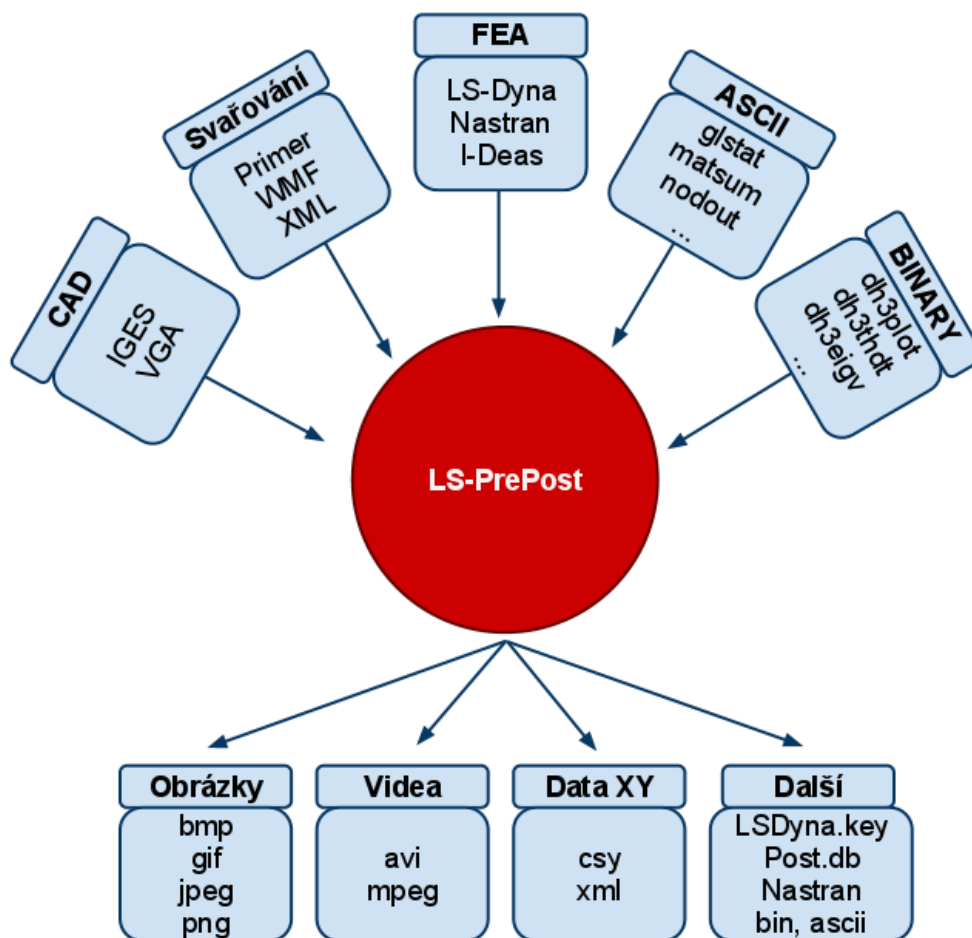 FEA
LS-Dyna
Nastran
I-Deas
Svařování
Primer
WMF
XML
ASCII
glstat
matsum
nodout
...
CAD
IGES
VGA
BINARY
dh3plot
dh3thdt
dh3eigv
...
LS-PrePost
Obrázky
bmp
gif
jpeg
png
Videa
avi
mpeg
Data XY
csy
xml
Další
LSDyna.key
Post.db
Nastran
bin, ascii